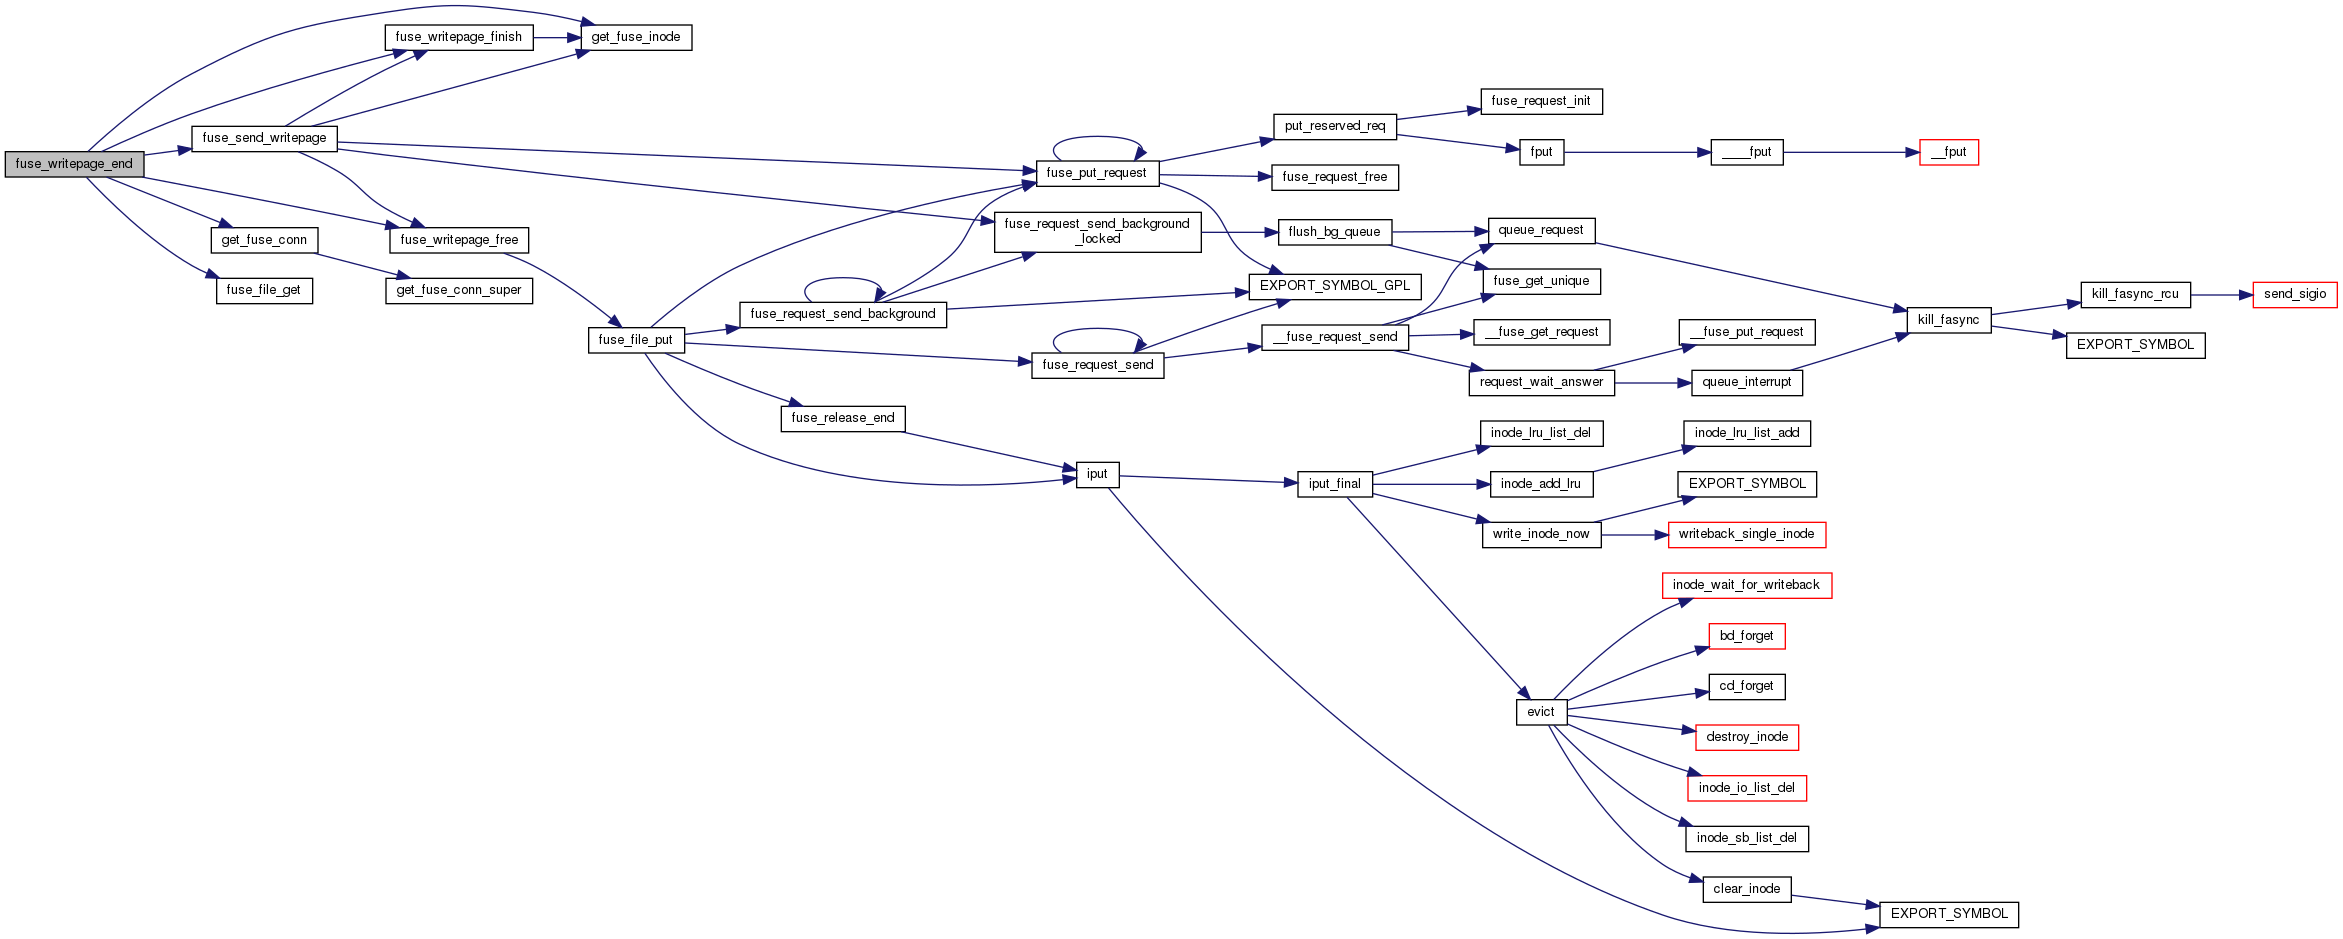 fuse_writepage_end
fuse_writepage_finish
get_fuse_inode
fuse_send_writepage
get_fuse_conn
fuse_file_get
fuse_writepage_free
get_fuse_conn_super
fuse_file_put
fuse_request_send_background
fuse_release_end
fuse_put_request
fuse_request_send_background
_locked
fuse_request_send
iput
put_reserved_req
fuse_request_free
flush_bg_queue
EXPORT_SYMBOL_GPL
__fuse_request_send
iput_final
fuse_request_init
fput
queue_request
fuse_get_unique
__fuse_get_request
request_wait_answer
inode_lru_list_del
inode_add_lru
write_inode_now
evict
____fput
__fuse_put_request
queue_interrupt
inode_lru_list_add
EXPORT_SYMBOL
writeback_single_inode
inode_wait_for_writeback
bd_forget
cd_forget
destroy_inode
inode_io_list_del
inode_sb_list_del
clear_inode
__fput
kill_fasync
EXPORT_SYMBOL
kill_fasync_rcu
EXPORT_SYMBOL
send_sigio